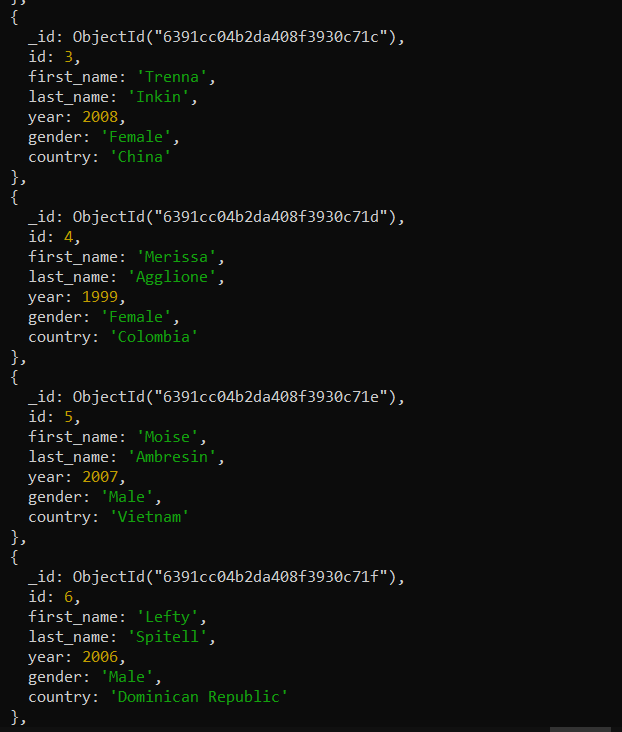 },
{
_id: ObjectId("6391cc04b2da408f3930c71c"),
id: 3,
first_name: 'Trenna',
last_name: 'Inkin',
year: 2008,
gender: 'Female',
country: 'China'
},
{
_id: ObjectId("6391cc04b2da408f3930c71d"),
id: 4,
first_name: 'Merissa',
last_name: 'Agglione',
year: 1999,
gender: 'Female',
country: 'Colombia'
},
{
_id: ObjectId("6391cc04b2da408f3930c71e"),
id: 5,
first_name: 'Moise',
last_name: 'Ambresin',
year: 2007,
gender: 'Male',
country: 'Vietnam'
},
{
_id: ObjectId("6391cc04b2da408f3930c71f"),
id: 6,
first_name: 'Lefty',
last_name: 'Spitell',
year: 2006,
gender: 'Male',
country: 'Dominican Republic'
},